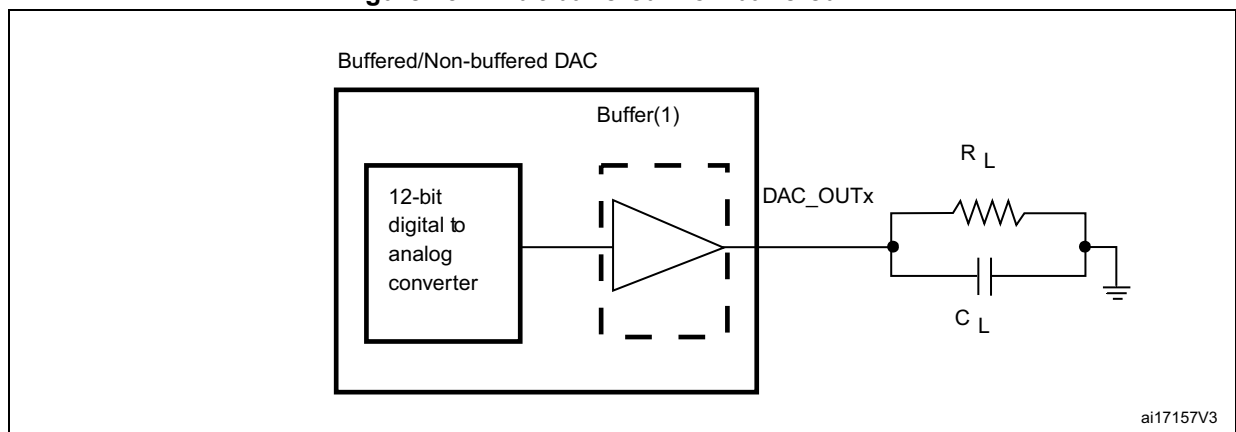 Buffered/Non-buffered DAC
Buffer(1)
12-bit
digital to
analog
converter
DAC_OUTx
R L
C L
ai17157V3